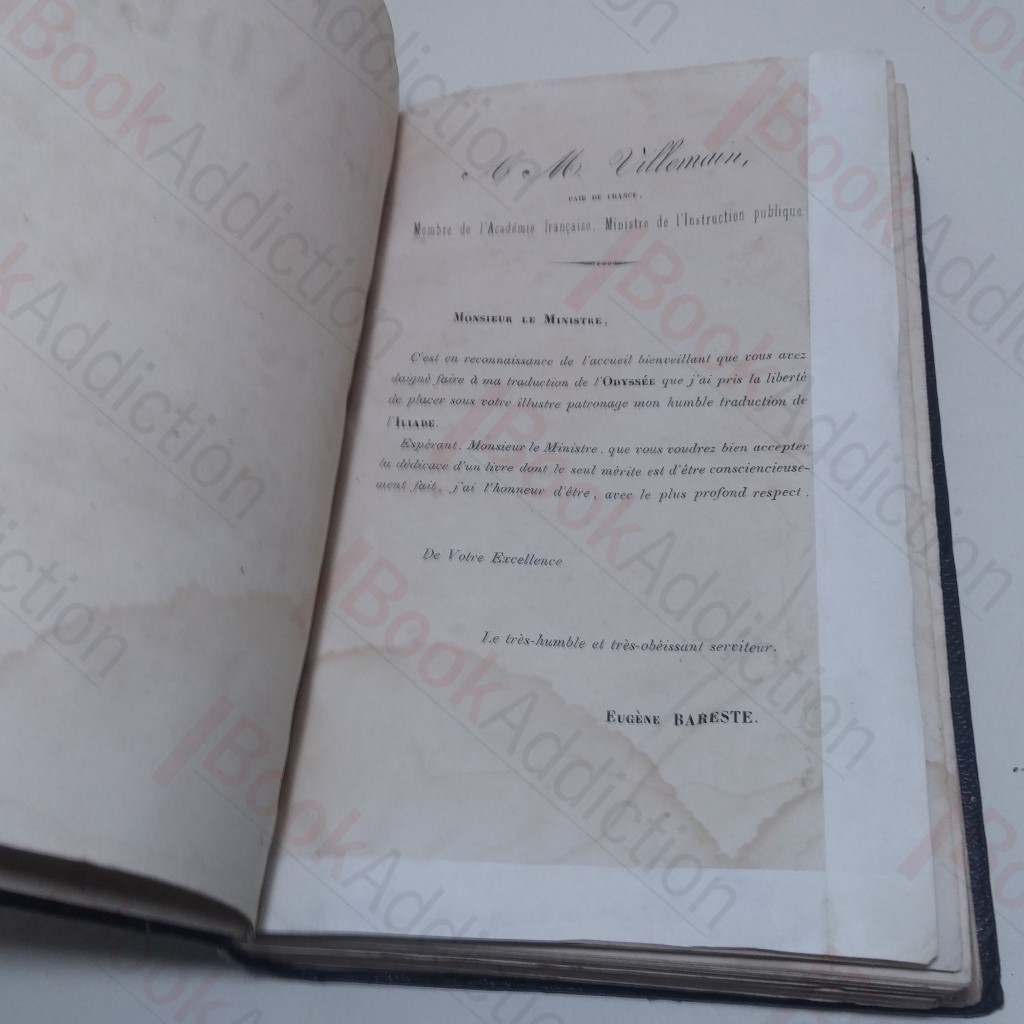 A M. Villemain,
PAIR DE FRANCE,
Membre de l'Académie française, Ministre de l'Instruction publique.
MONSIEUR LE MINISTRE,
C'est en reconnaissance de l'accueil bienveillant que vous avez
daigné faire à ma traduction de l'ODYSSÉE que j'ai pris la liberté
de placer sous votre illustre patronage mon humble traduction de
l'ILIADE.
Espérant, Monsieur le Ministre, que vous voudrez bien accepter
la dédicace d'un livre dont le seul mérite est d'être consciencieuse-
ment fait, j'ai l'honneur d'être, avec le plus profond respect,
De Votre Excellence
Le très-humble et très-obéissant serviteur.
EUGÈNE BARESTE.
BookAddiction